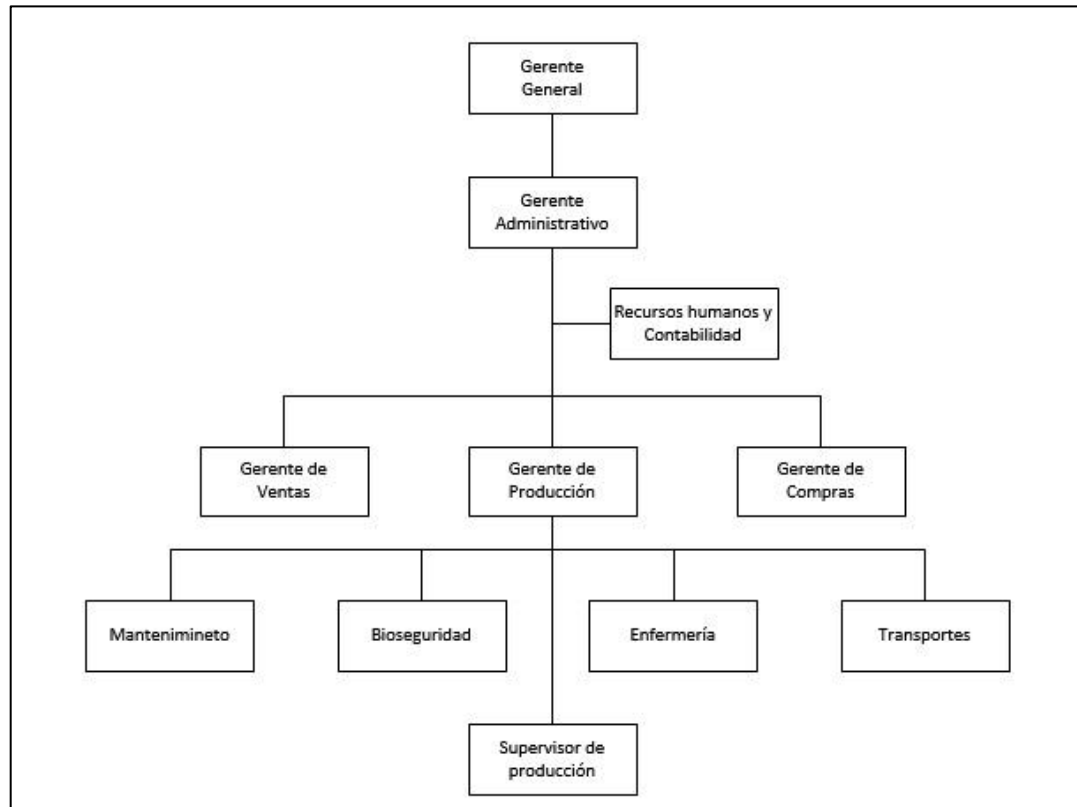 Gerente
General
Gerente
Administrativo
Recursos humanos y
Contabilidad
Gerente de
Ventas
Gerente de
Producción
Gerente de
Compras
Mantenimineto
Bioseguridad
Enfermería
Transportes
Supervisor de
producción